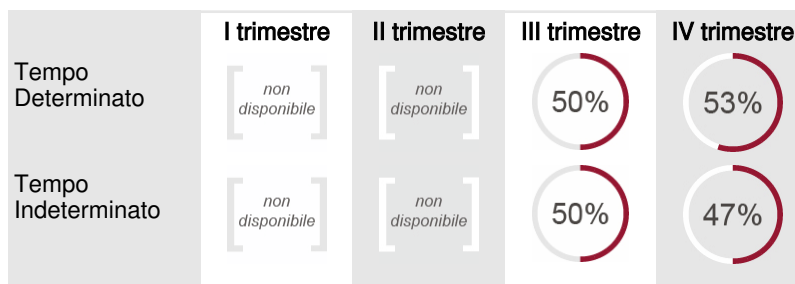 I trimestre II trimestre III trimestre IV trimestre
Tempo
Determinato
non
disponibile
non
disponibile
50%
53%
Tempo
Indeterminato
non
disponibile
non
disponibile
50%
47%